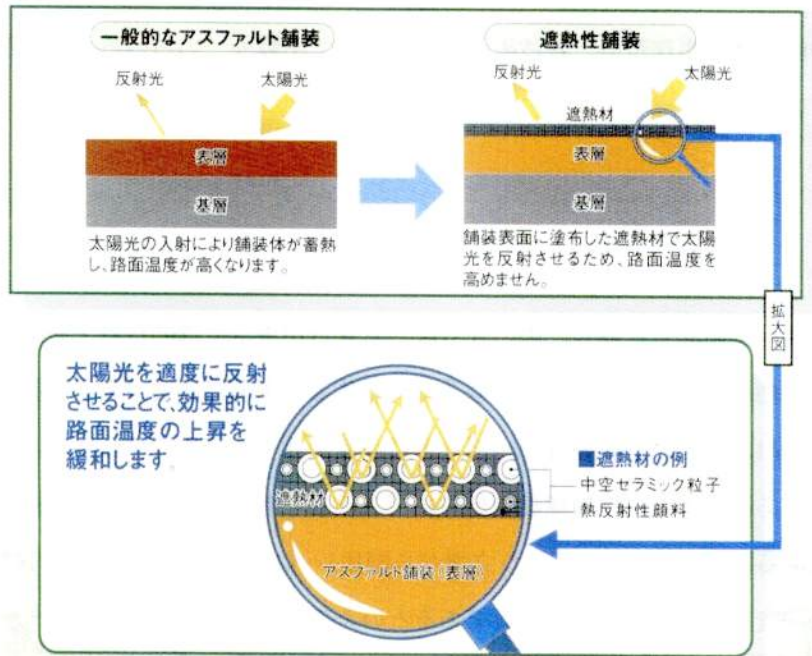 一般的なアスファルト舗装
反射光
太陽光
表層
基層
太陽光の入射により舗装体が蓄熱
し、路面温度が高くなります。
遮熱性舗装
反射光
太陽光
遮熱材
表層
基層
舗装表面に塗布した遮熱材で太陽
光を反射させるため、路面温度を
高めません。
拡大図
太陽光を適度に反射
させることで、効果的に
路面温度の上昇を
緩和します。
遮熱材
アスファルト舗装(表層)
■遮熱材の例
中空セラミック粒子
熱反射性顔料